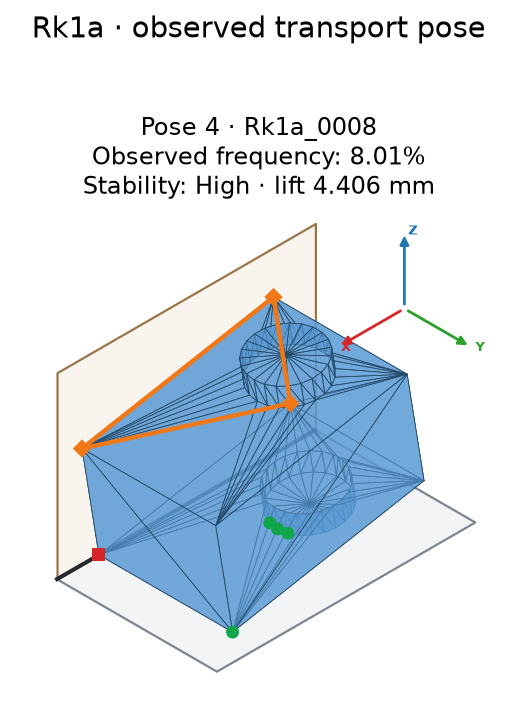 Rk1a · observed transport pose
Pose 4 · Rk1a_0008
Observed frequency: 8.01%
Stability: High · lift 4.406 mm
Z
X
Y